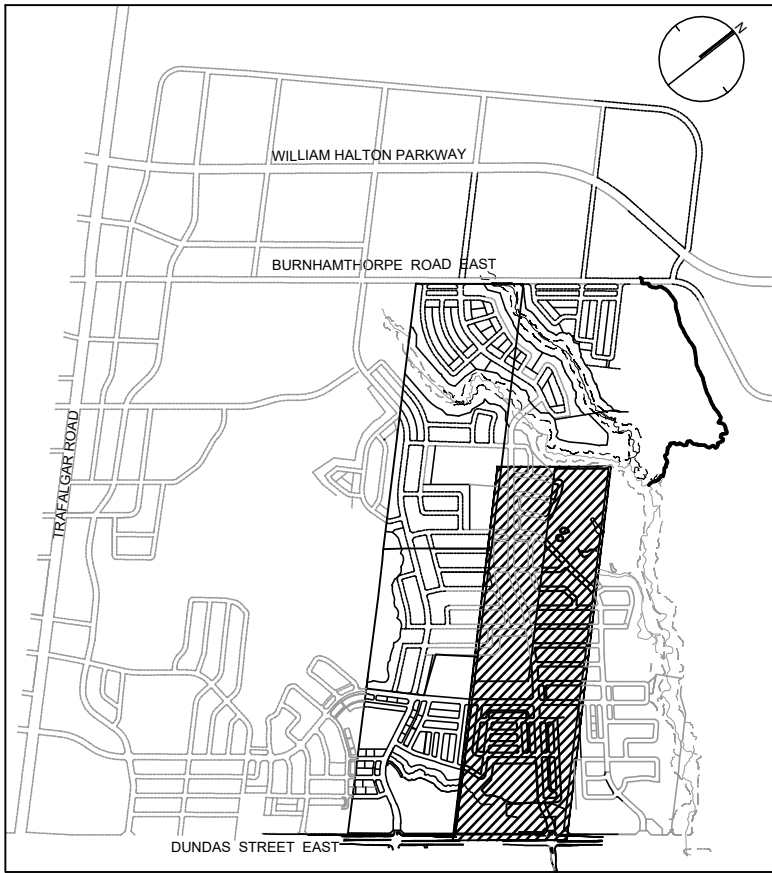 N
WILLIAM HALTON PARKWAY
BURNHAMTHORPE ROAD EAST
TRAFALGAR ROAD
DUNDAS STREET EAST